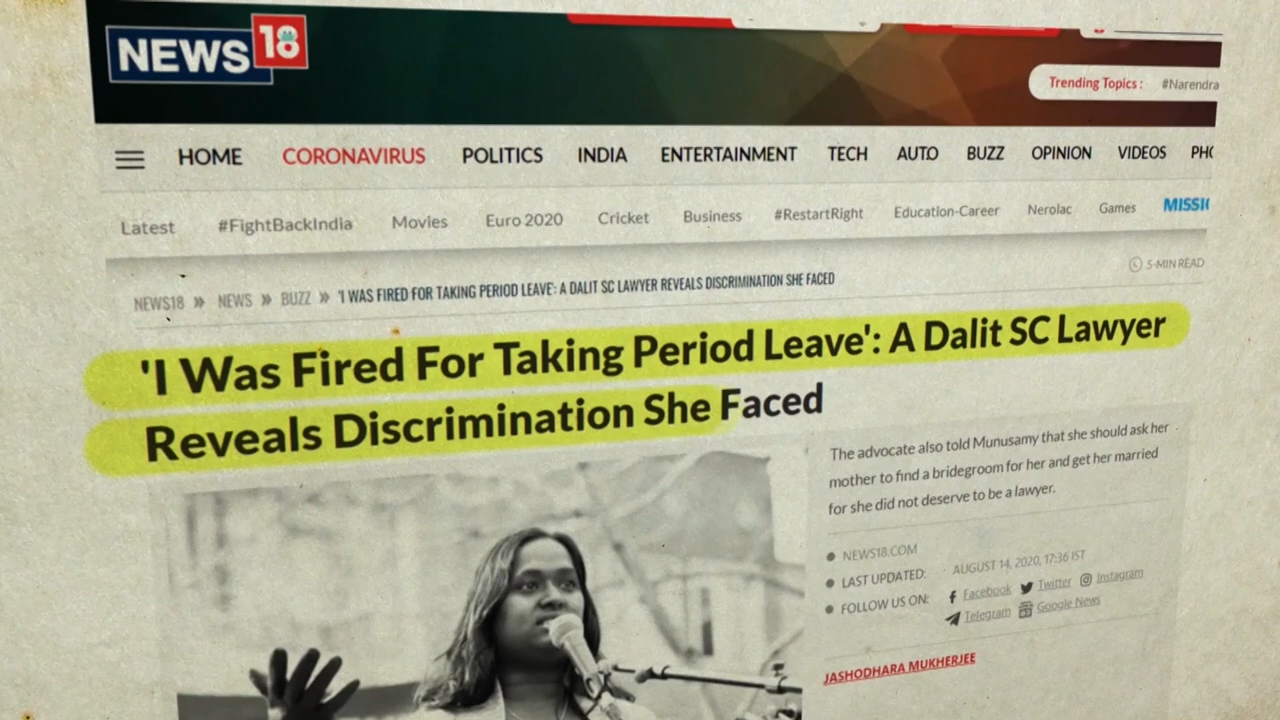 NEWS 18
Trending Topics : #Narendra
HOME CORONAVIRUS POLITICS INDIA ENTERTAINMENT TECH AUTO BUZZ OPINION VIDEOS
Latest #FightBackIndia Movies Euro 2020 Cricket Business #RestartRight Education-Career Nerolac Games
5-MIN READ
NEWS18 » NEWS » BUZZ » 'I WAS FIRED FOR TAKING PERIOD LEAVE': A DALIT SC LAWYER REVEALS DISCRIMINATION SHE FACED
'I Was Fired For Taking Period Leave': A Dalit SC Lawyer
Reveals Discrimination She Faced
The advocate also told Munusamy that she should ask her
mother to find a bridegroom for her and get her married
for she did not deserve to be a lawyer.
NEWS18.COM
LAST UPDATED: AUGUST 14, 2020, 17:36 IST
FOLLOW US ON: Facebook Twitter Instagram
Telegram Google News
JASHODHARA MUKHERJEE